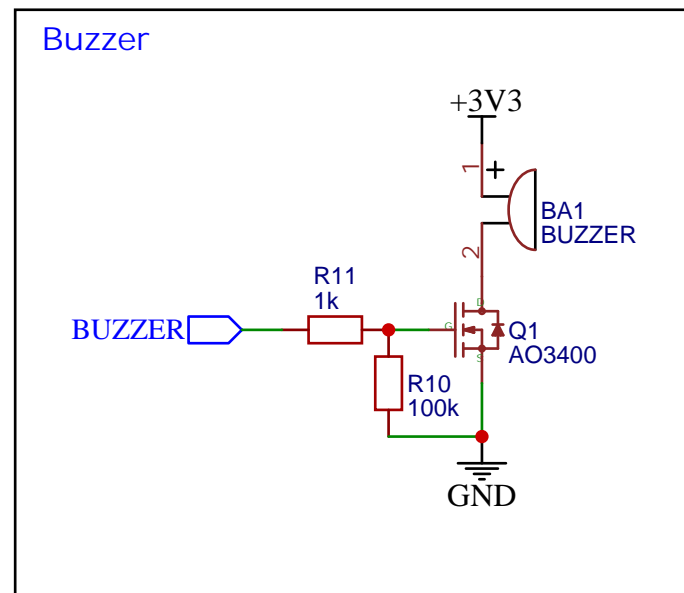 Buzzer
+3V3
1
+
BA1
BUZZER
2
R11
1k
BUZZER
D
G
S
Q1
AO3400
R10
100k
GND